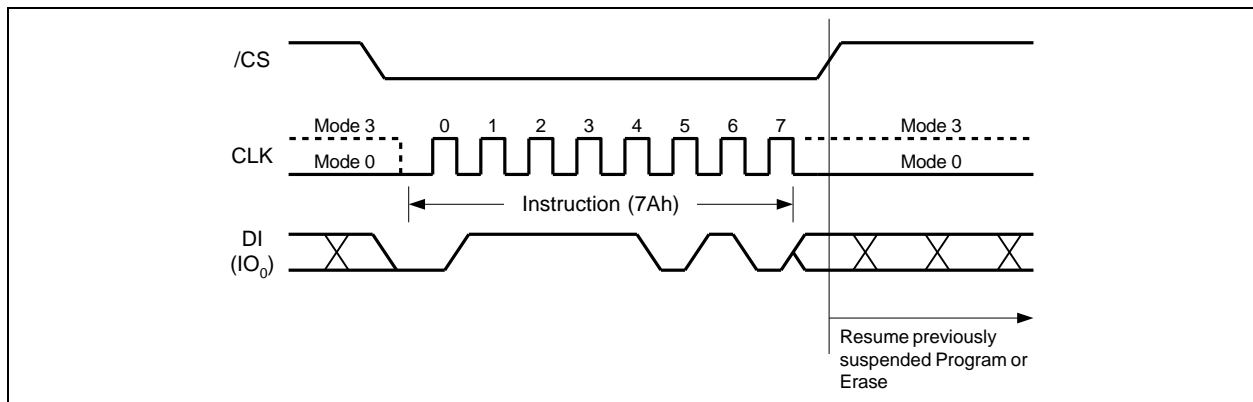 /CS
Mode 3
0 1 2 3 4 5 6 7
Mode 3
CLK
Mode 0
Mode 0
Instruction (7Ah)
DI
(IO0)
Resume previously
suspended Program or
Erase